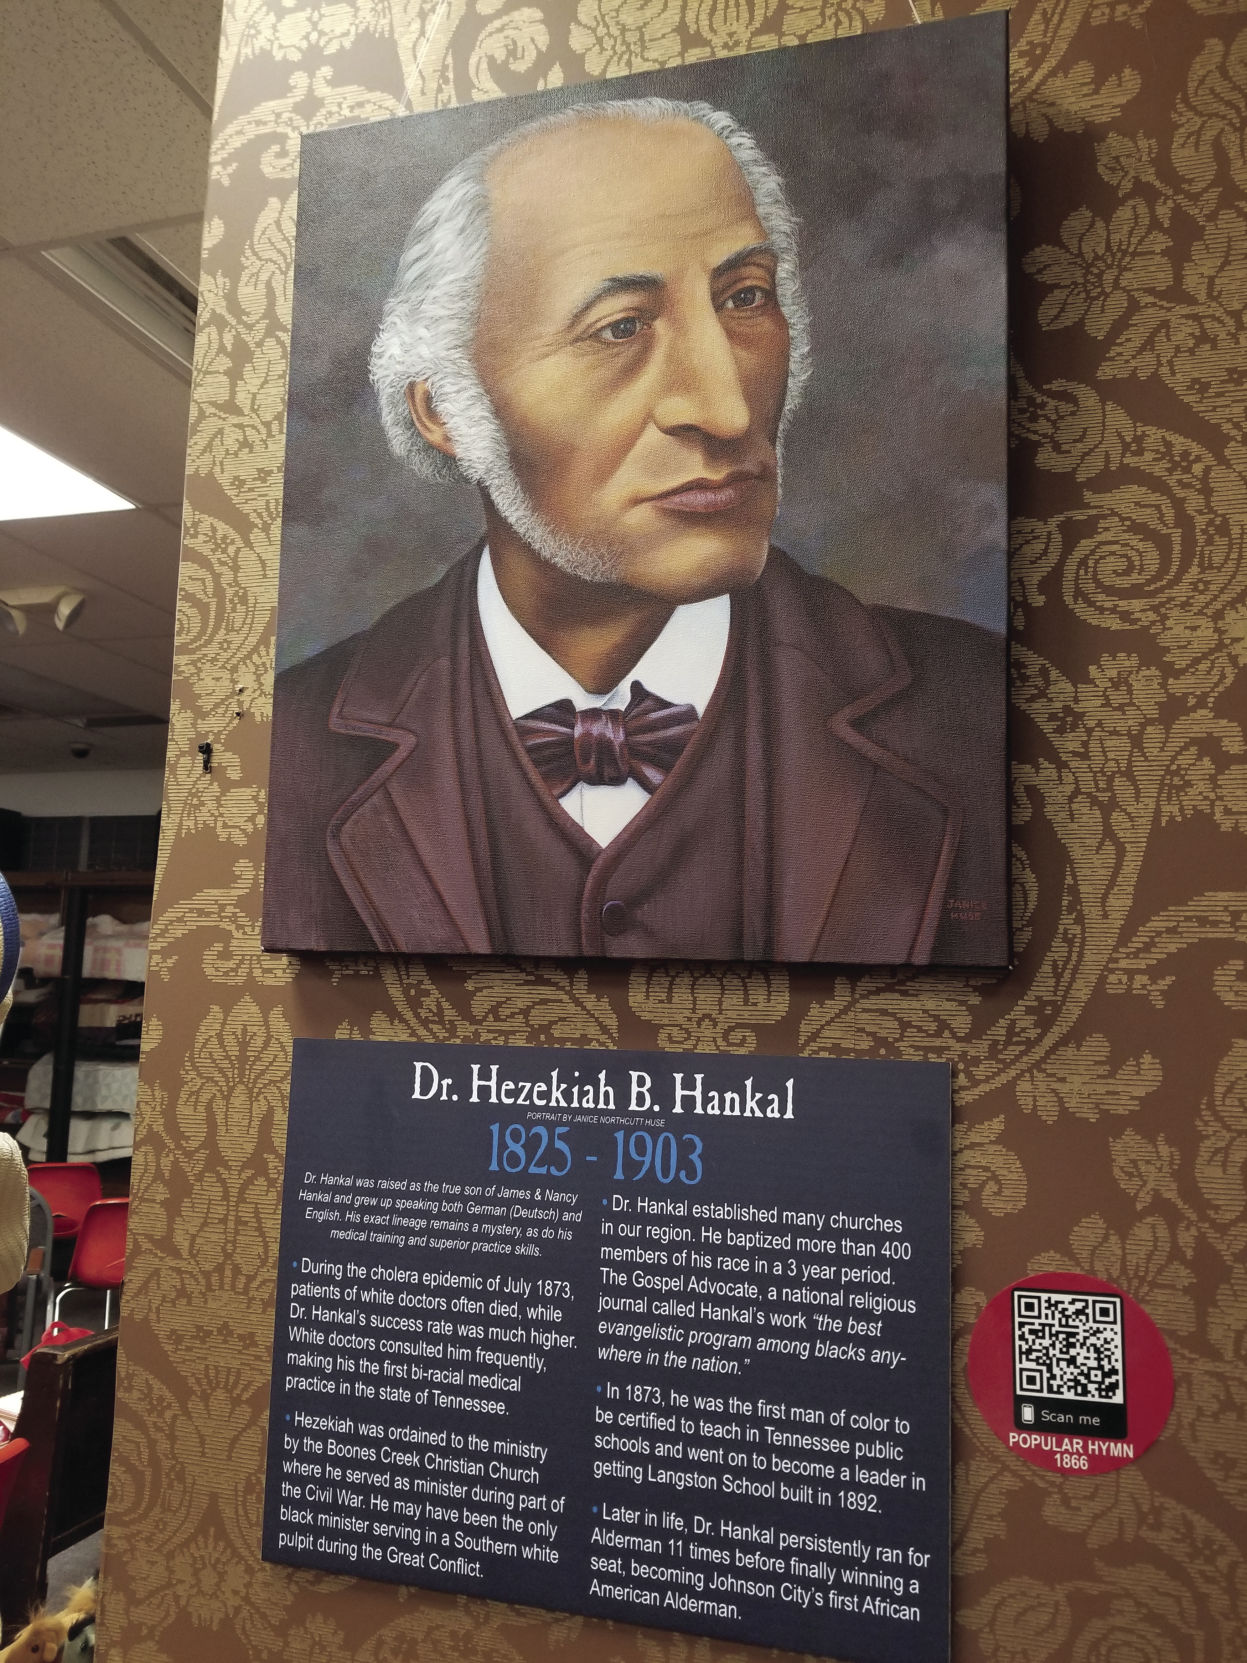 JANICE
HUSE
Dr. Hezekiah B. Hankal
PORTRAIT BY JANICE NORTHCUTT HUSE
1825 - 1903
Dr. Hankal was raised as the true son of James & Nancy
Hankal and grew up speaking both German (Deutsch) and
English. His exact lineage remains a mystery, as do his
medical training and superior practice skills.
• During the cholera epidemic of July 1873,
patients of white doctors often died, while
Dr. Hankal's success rate was much higher.
White doctors consulted him frequently,
making his the first bi-racial medical
practice in the state of Tennessee.
• Hezekiah was ordained to the ministry
by the Boones Creek Christian Church
where he served as minister during part of
the Civil War. He may have been the only
black minister serving in a Southern white
pulpit during the Great Conflict.
• Dr. Hankal established many churches
in our region. He baptized more than 400
members of his race in a 3 year period.
The Gospel Advocate, a national religious
journal called Hankal's work "the best
evangelistic program among blacks any-
where in the nation."
• In 1873, he was the first man of color to
be certified to teach in Tennessee public
schools and went on to become a leader in
getting Langston School built in 1892.
• Later in life, Dr. Hankal persistently ran for
Alderman 11 times before finally winning a
seat, becoming Johnson City's first African
American Alderman.
Scan me
POPULAR HYMN
1866